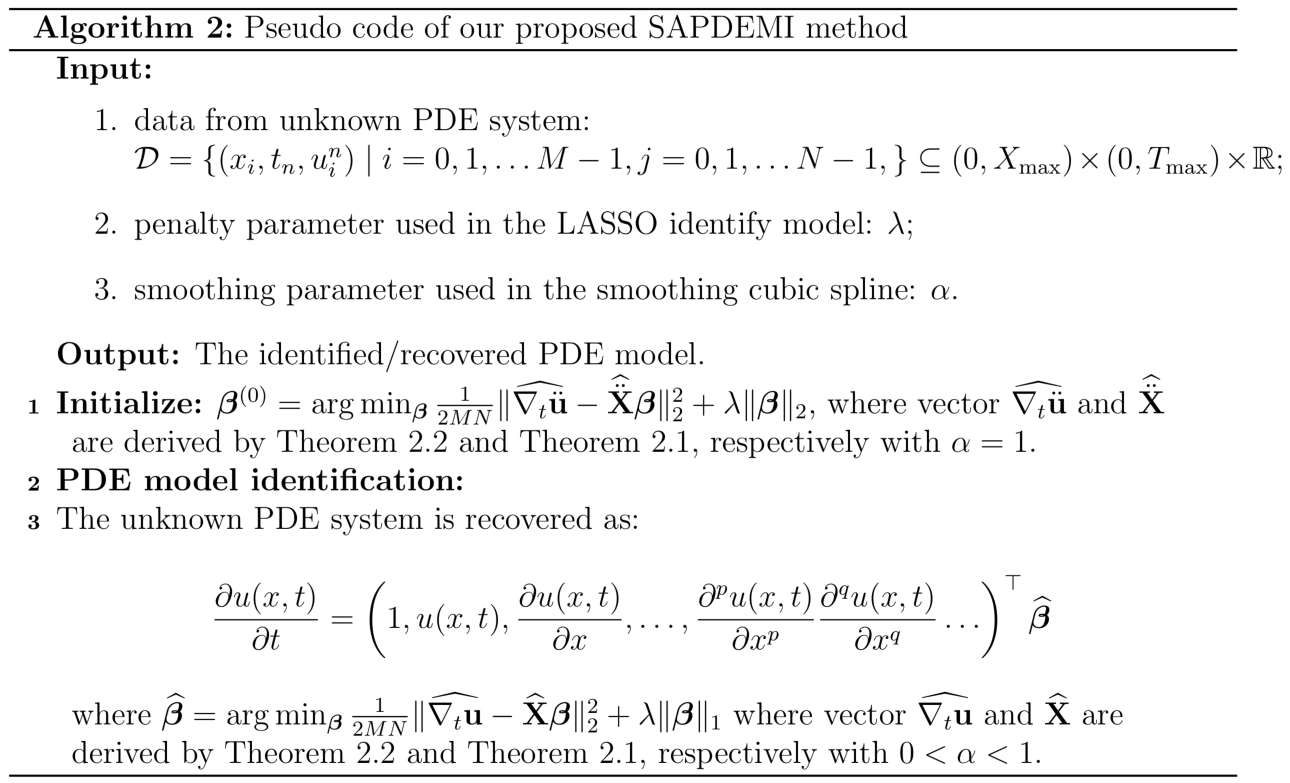 Algorithm 2: Pseudo code of our proposed SAPDEMI method
Input:
1. data from unknown PDE system:
$\mathcal{D} = \{(x_i, t_n, u_i^n) \mid i = 0, 1, \ldots M-1, j = 0, 1, \ldots N-1, \} \subseteq (0, X_{\max}) \times (0, T_{\max}) \times \mathbb{R};$
2. penalty parameter used in the LASSO identify model: $\lambda$;
3. smoothing parameter used in the smoothing cubic spline: $\alpha$.
Output: The identified/recovered PDE model.
1 Initialize: $\boldsymbol{\beta}^{(0)} = \arg\min_{\boldsymbol{\beta}} \frac{1}{2MN} \|\widehat{\nabla_t \ddot{\mathbf{u}}} - \widehat{\ddot{\mathbf{X}}}\boldsymbol{\beta}\|_2^2 + \lambda\|\boldsymbol{\beta}\|_2$, where vector $\widehat{\nabla_t \ddot{\mathbf{u}}}$ and $\widehat{\ddot{\mathbf{X}}}$
are derived by Theorem 2.2 and Theorem 2.1, respectively with $\alpha = 1$.
2 PDE model identification:
3 The unknown PDE system is recovered as:
$\frac{\partial u(x,t)}{\partial t} = \left(1, u(x,t), \frac{\partial u(x,t)}{\partial x}, \ldots, \frac{\partial^p u(x,t)}{\partial x^p} \frac{\partial^q u(x,t)}{\partial x^q} \ldots\right)^\top \widehat{\boldsymbol{\beta}}$
where $\widehat{\boldsymbol{\beta}} = \arg\min_{\boldsymbol{\beta}} \frac{1}{2MN} \|\widehat{\nabla_t \mathbf{u}} - \widehat{\mathbf{X}}\boldsymbol{\beta}\|_2^2 + \lambda\|\boldsymbol{\beta}\|_1$ where vector $\widehat{\nabla_t \mathbf{u}}$ and $\widehat{\mathbf{X}}$ are
derived by Theorem 2.2 and Theorem 2.1, respectively with $0 < \alpha < 1$.